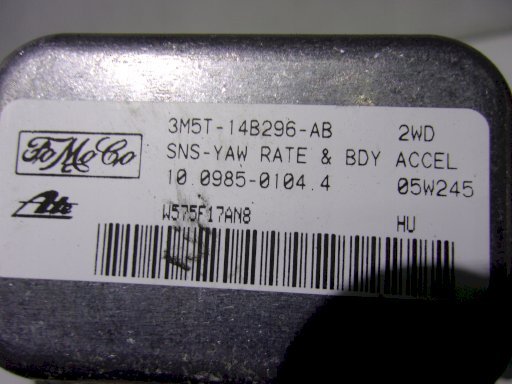 3M5T-14B296-AB 2WD
FoMoCo SNS-YAW RATE & BDY ACCEL
10 0985-0104.4 05W245
Ate W575F17AN8 HU